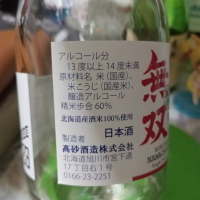 アルコール分
13度以上14度未満
原材料名 米(国産)、
米こうじ(国産米)、
醸造アルコール
精米歩合60%
北海道産酒米100%使用
日本酒
製造者
高砂酒造株式会社
北海道旭川市宮下通
17丁目右1号
0166-23-2251
無双